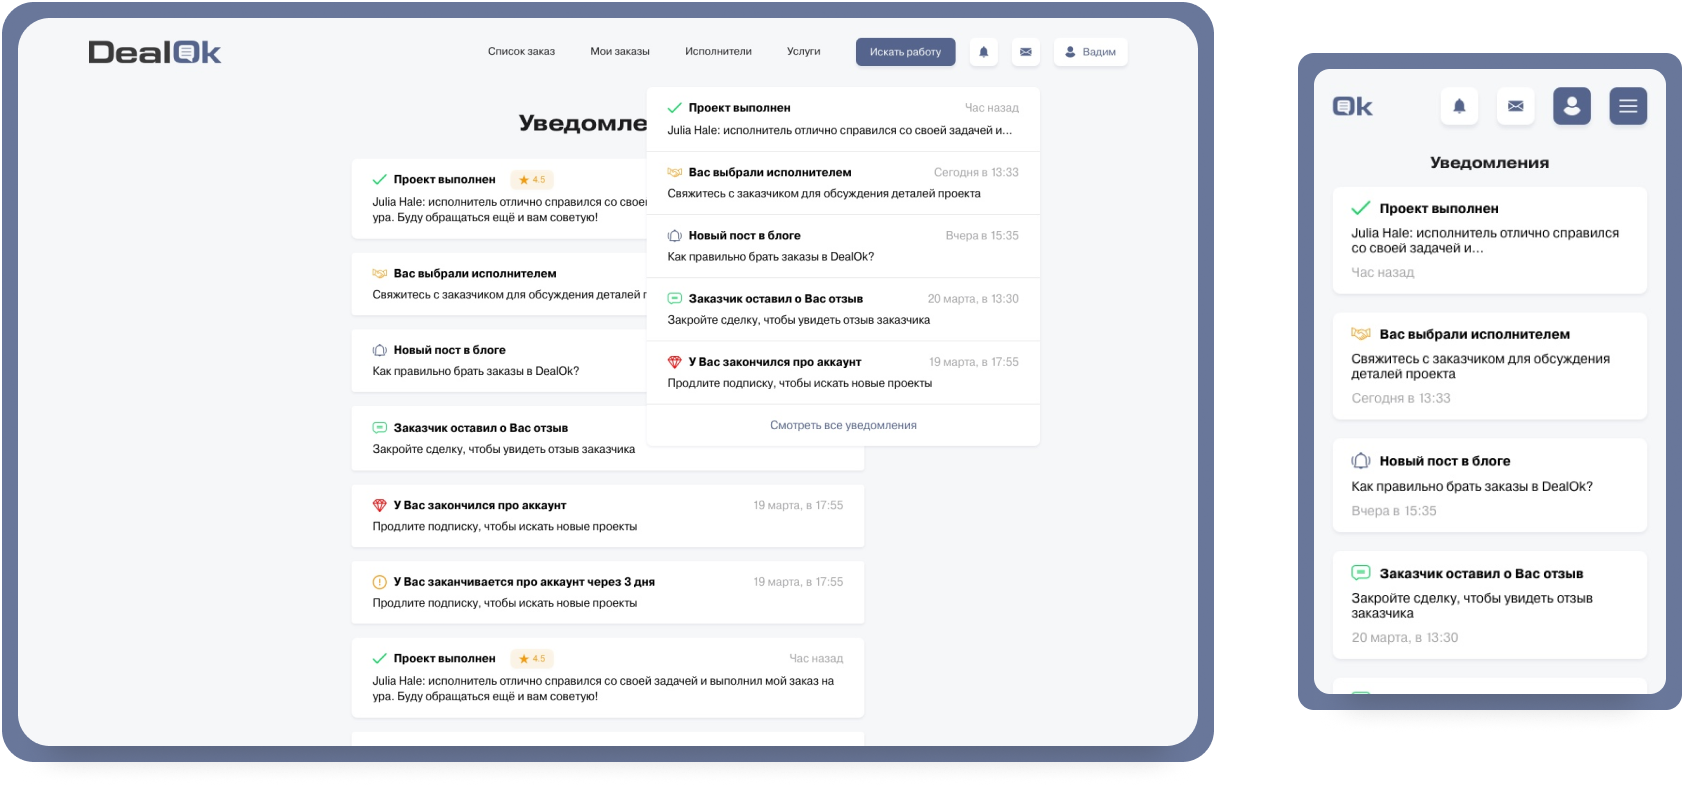 DealOk
Список заказ
Мои заказы
Исполнители
Услуги
Искать работу
Вадим
Уведомле
Проект выполнен
4.5
Julia Hale: исполнитель отлично справился со свое
ура. Буду обращаться ещё и вам советую!
Вас выбрали исполнителем
Свяжитесь с заказчиком для обсуждения деталей п
Новый пост в блоге
Как правильно брать заказы в DealOk?
Заказчик оставил о Вас отзыв
Закройте сделку, чтобы увидеть отзыв заказчика
У Вас закончился про аккаунт
19 марта, в 17:55
Продлите подписку, чтобы искать новые проекты
У Вас заканчивается про аккаунт через 3 дня
19 марта, в 17:55
Продлите подписку, чтобы искать новые проекты
Проект выполнен
4.5
Час назад
Julia Hale: исполнитель отлично справился со своей задачей и выполнил мой заказ на
ура. Буду обращаться ещё и вам советую!
Проект выполнен
Час назад
Julia Hale: исполнитель отлично справился со своей задачей и...
Вас выбрали исполнителем
Сегодня в 13:33
Свяжитесь с заказчиком для обсуждения деталей проекта
Новый пост в блоге
Вчера в 15:35
Как правильно брать заказы в DealOk?
Заказчик оставил о Вас отзыв
20 марта, в 13:30
Закройте сделку, чтобы увидеть отзыв заказчика
У Вас закончился про аккаунт
19 марта, в 17:55
Продлите подписку, чтобы искать новые проекты
Смотреть все уведомления
Ok
Уведомления
Проект выполнен
Julia Hale: исполнитель отлично справился
со своей задачей и...
Час назад
Вас выбрали исполнителем
Свяжитесь с заказчиком для обсуждения
деталей проекта
Сегодня в 13:33
Новый пост в блоге
Как правильно брать заказы в DealOk?
Вчера в 15:35
Заказчик оставил о Вас отзыв
Закройте сделку, чтобы увидеть отзыв
заказчика
20 марта, в 13:30